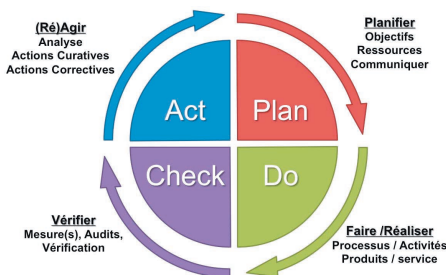 (Ré)Agir
Analyse
Actions Curatives
Actions Correctives
Planifier
Objectifs
Ressources
Communiquer
Act
Plan
Check
Do
Vérifier
Mesure(s), Audits,
Vérification
Faire /Réaliser
Processus / Activités
Produits / service